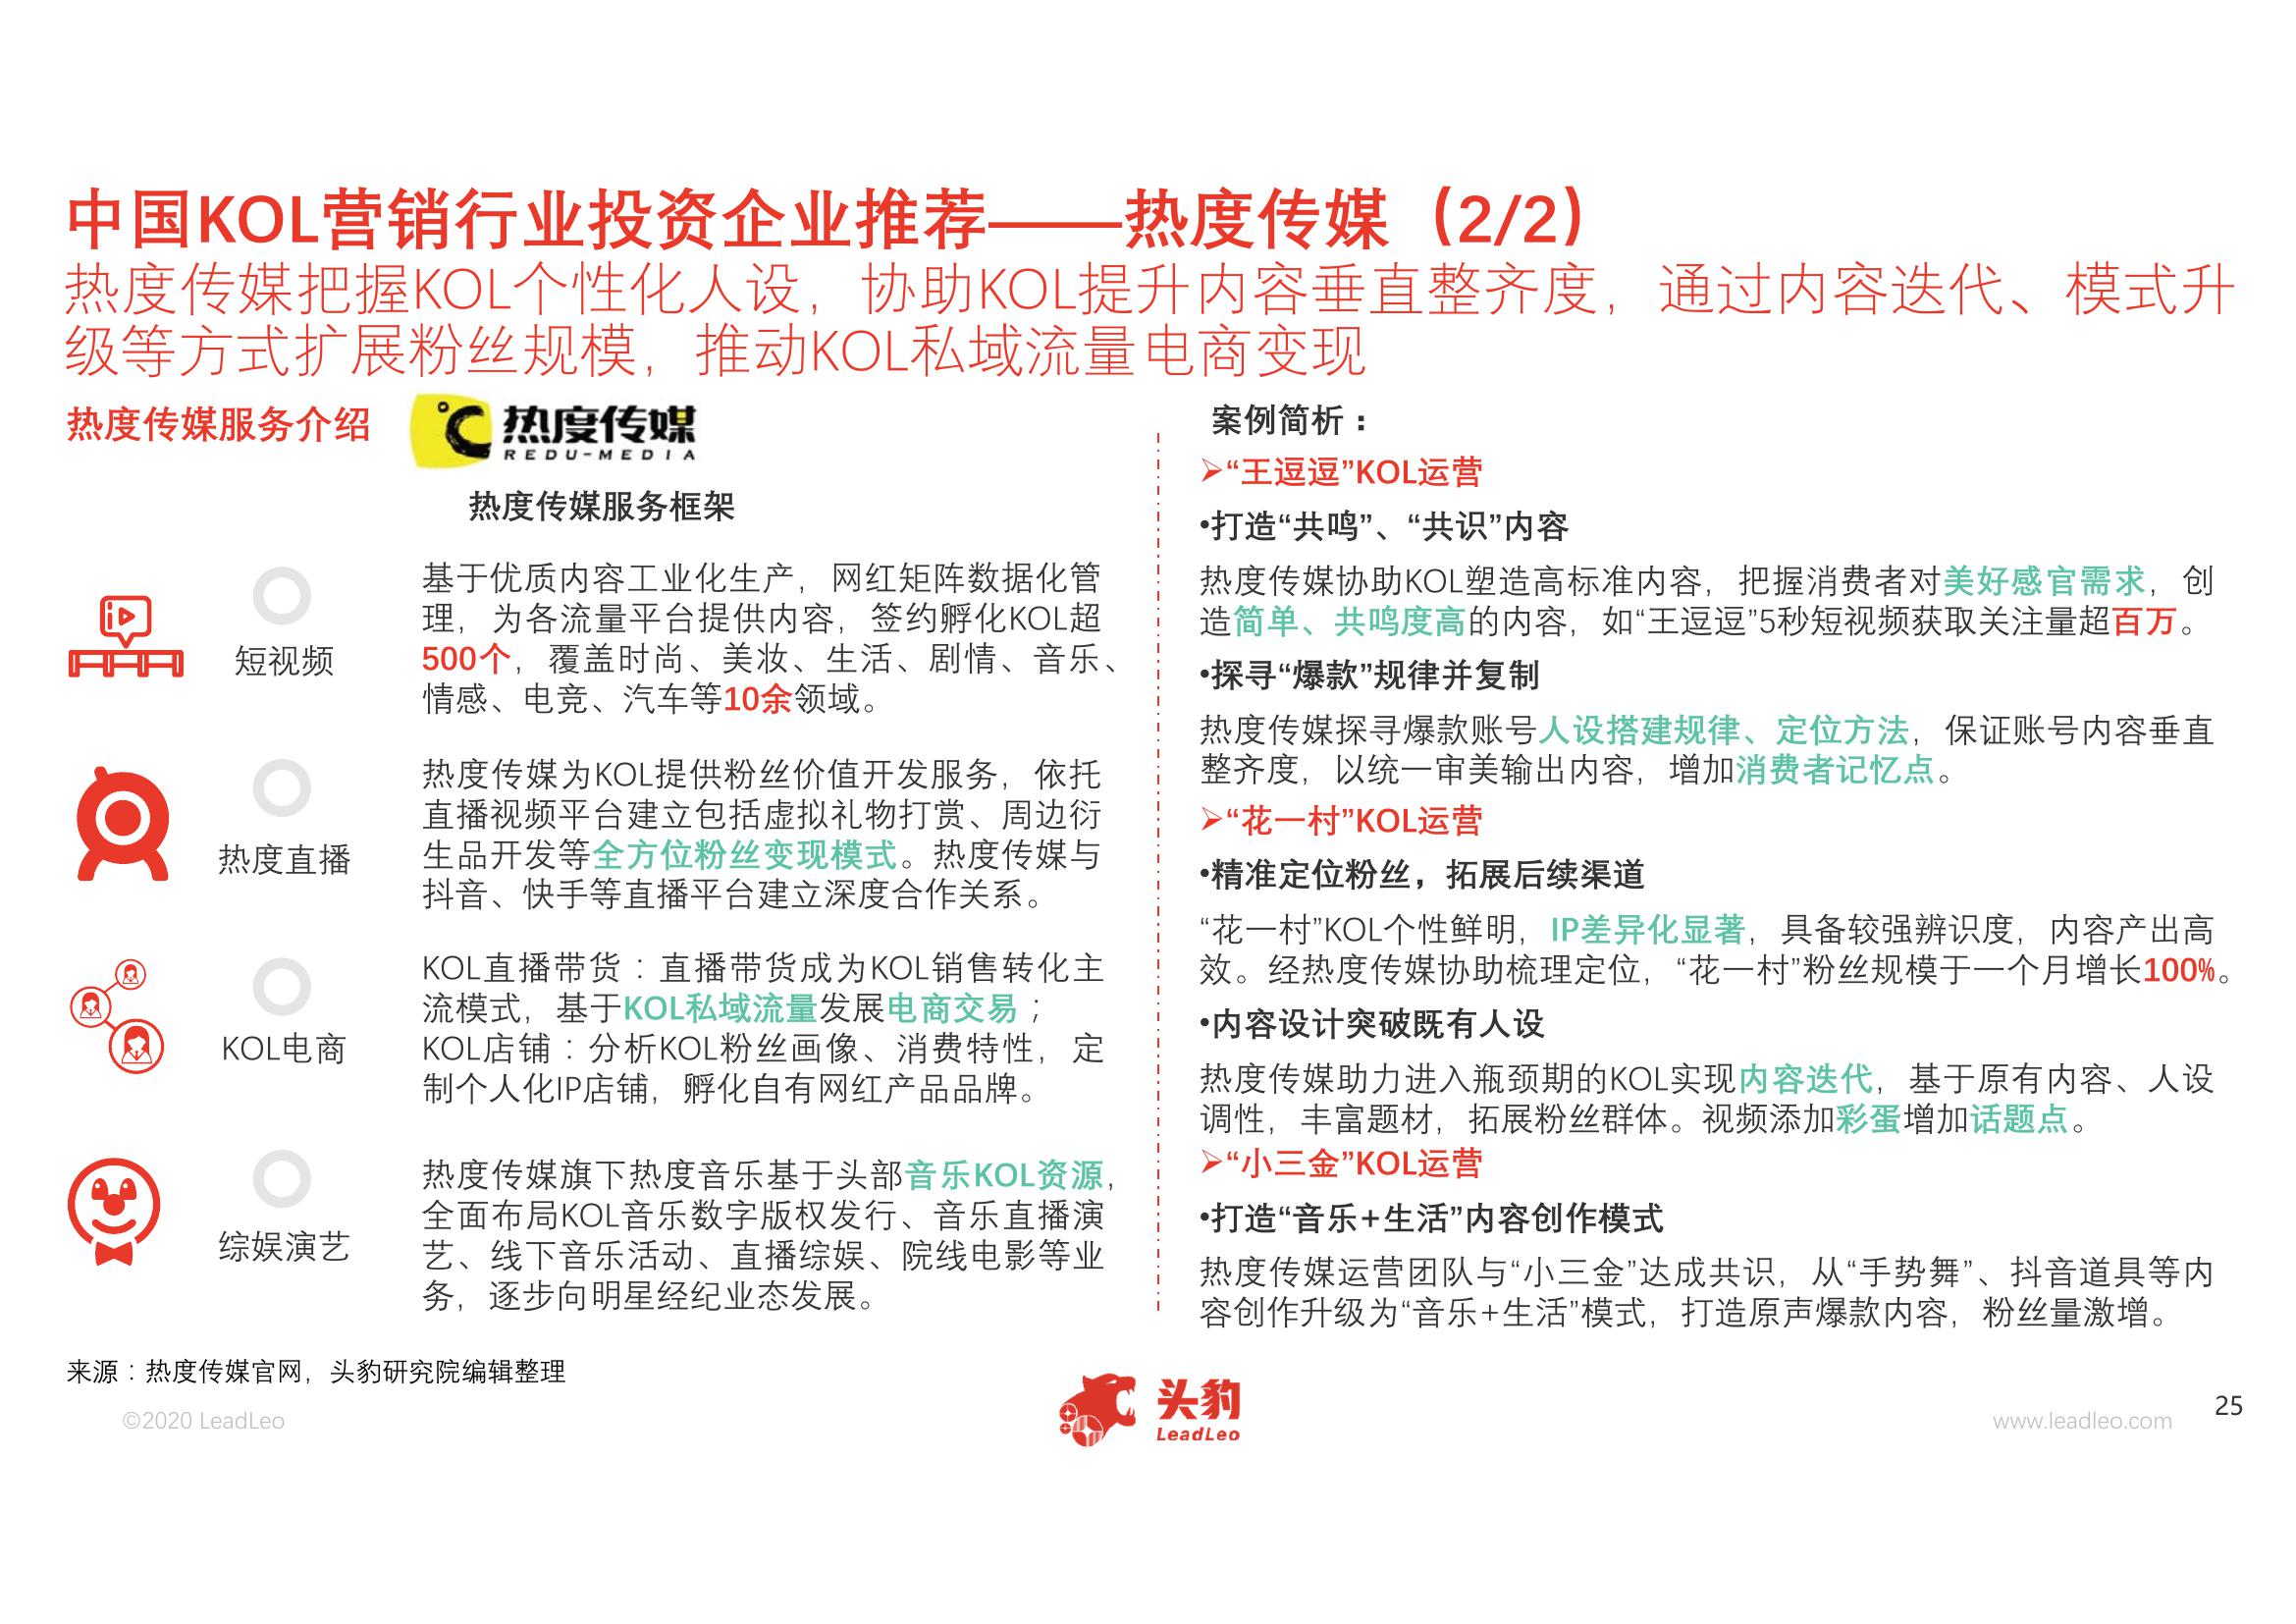 中国KOL营销行业投资企业推荐——热度传媒（2/2）
热度传媒把握KOL个性化人设，协助KOL提升内容垂直整齐度，通过内容迭代、模式升
级等方式扩展粉丝规模，推动KOL私域流量电商变现
热度传媒服务介绍
℃ 热度传媒
REDU-MEDIA
热度传媒服务框架
短视频
基于优质内容工业化生产，网红矩阵数据化管
理，为各流量平台提供内容，签约孵化KOL超
500个，覆盖时尚、美妆、生活、剧情、音乐、
情感、电竞、汽车等10余领域。
热度直播
热度传媒为KOL提供粉丝价值开发服务，依托
直播视频平台建立包括虚拟礼物打赏、周边衍
生品开发等全方位粉丝变现模式。热度传媒与
抖音、快手等直播平台建立深度合作关系。
KOL电商
KOL直播带货：直播带货成为KOL销售转化主
流模式，基于KOL私域流量发展电商交易；
KOL店铺：分析KOL粉丝画像、消费特性，定
制个人化IP店铺，孵化自有网红产品品牌。
综娱演艺
热度传媒旗下热度音乐基于头部音乐KOL资源，
全面布局KOL音乐数字版权发行、音乐直播演
艺、线下音乐活动、直播综娱、院线电影等业
务，逐步向明星经纪业态发展。
案例简析：
➢“王逗逗”KOL运营
•打造“共鸣”、“共识”内容
热度传媒协助KOL塑造高标准内容，把握消费者对美好感官需求，创
造简单、共鸣度高的内容，如“王逗逗”5秒短视频获取关注量超百万。
•探寻“爆款”规律并复制
热度传媒探寻爆款账号人设搭建规律、定位方法，保证账号内容垂直
整齐度，以统一审美输出内容，增加消费者记忆点。
➢“花一村”KOL运营
•精准定位粉丝，拓展后续渠道
“花一村”KOL个性鲜明，IP差异化显著，具备较强辨识度，内容产出高
效。经热度传媒协助梳理定位，“花一村”粉丝规模于一个月增长100%。
•内容设计突破既有人设
热度传媒助力进入瓶颈期的KOL实现内容迭代，基于原有内容、人设
调性，丰富题材，拓展粉丝群体。视频添加彩蛋增加话题点。
➢“小三金”KOL运营
•打造“音乐+生活”内容创作模式
热度传媒运营团队与“小三金”达成共识，从“手势舞”、抖音道具等内
容创作升级为“音乐+生活”模式，打造原声爆款内容，粉丝量激增。
来源：热度传媒官网，头豹研究院编辑整理
©2020 LeadLeo
头豹
LeadLeo
www.leadleo.com
25